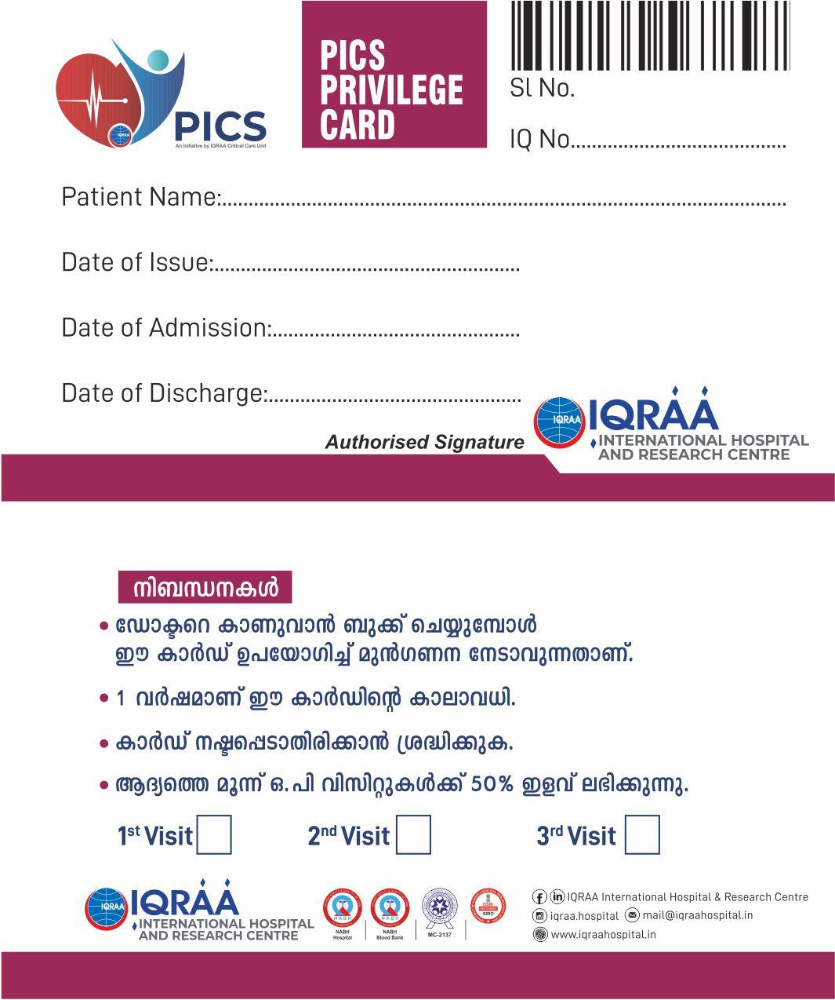 PICS
An initiative by IQRAA Critical Care Unit
PICS
PRIVILEGE
CARD
Sl No.
IQ No.........................................
Patient Name:...........................................................................................................
Date of Issue:..........................................................
Date of Admission:...............................................
Date of Discharge:................................................
Authorised Signature
IQRAA
IQRAA
INTERNATIONAL HOSPITAL
AND RESEARCH CENTRE
നിബന്ധനകൾ
• ഡോക്ടറെ കാണുവാൻ ബുക്ക് ചെയ്യുമ്പോൾ
ഈ കാർഡ് ഉപയോഗിച്ച് മുൻഗണന നേടാവുന്നതാണ്.
• 1 വർഷമാണ് ഈ കാർഡിന്റെ കാലാവധി.
• കാർഡ് നഷ്ടപ്പെടാതിരിക്കാൻ ശ്രദ്ധിക്കുക.
• ആദ്യത്തെ മൂന്ന് ഒ.പി വിസിറ്റുകൾക്ക് 50% ഇളവ് ലഭിക്കുന്നു.
1st Visit 2nd Visit 3rd Visit
IQRAA
IQRAA
INTERNATIONAL HOSPITAL
AND RESEARCH CENTRE
NABH
Hospital
NABH
Blood Bank
MC-2137
DSIR
SIRO
IQRAA International Hospital & Research Centre
iqraa.hospital mail@iqraahospital.in
www.iqraahospital.in